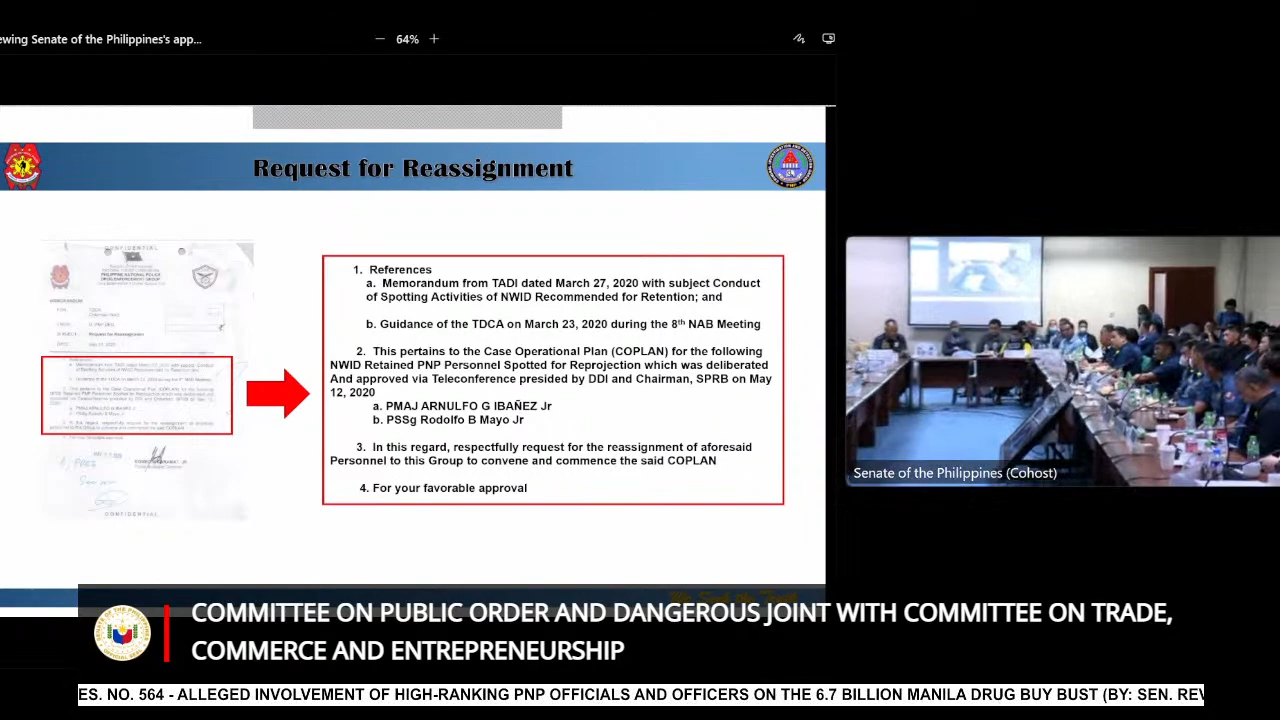 ewing Senate of the Philippines's app...
64%
Request for Reassignment
CONFIDENTIAL
1. References
a. Memorandum from TADI dated March 27, 2020 with subject Conduct
of Spotting Activities of NWID Recommended for Retention; and
b. Guidance of the TDCA on March 23, 2020 during the 8th NAB Meeting
2. This pertains to the Case Operational Plan (COPLAN) for the following
NWID Retained PNP Personnel Spotted for Reprojection which was deliberated
And approved via Teleconference presided by DDI and Chairman, SPRB on May
12, 2020
a. PMAJ ARNULFO G IBAÑEZ Jr
b. PSSg Rodolfo B Mayo Jr
3. In this regard, respectfully request for the reassignment of aforesaid
Personnel to this Group to convene and commence the said COPLAN
4. For your favorable approval
CONFIDENTIAL
Senate of the Philippines (Cohost)
COMMITTEE ON PUBLIC ORDER AND DANGEROUS JOINT WITH COMMITTEE ON TRADE,
COMMERCE AND ENTREPRENEURSHIP
ES. NO. 564 - ALLEGED INVOLVEMENT OF HIGH-RANKING PNP OFFICIALS AND OFFICERS ON THE 6.7 BILLION MANILA DRUG BUY BUST (BY: SEN. REV